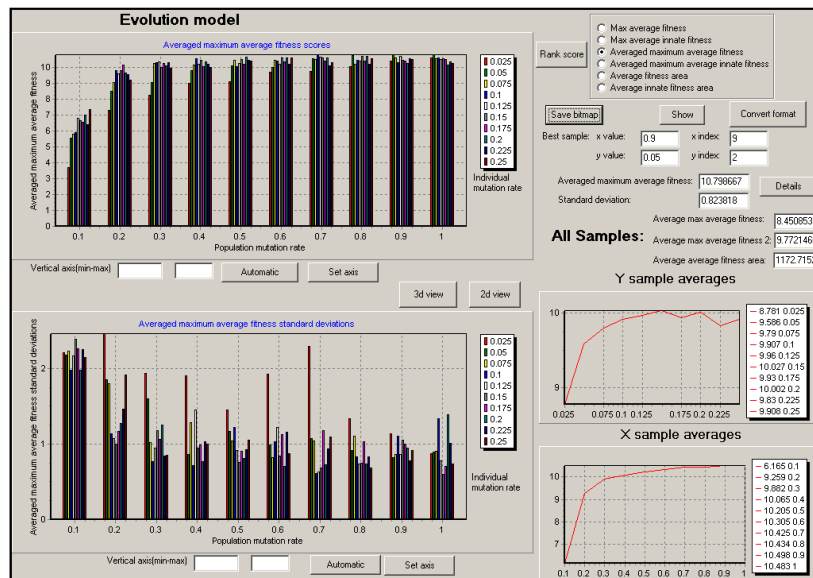 Evolution model
Averaged maximum average fitness scores
Averaged maximum average fitness
10
9
8
7
6
5
4
3
2
1
0
0.1 0.2 0.3 0.4 0.5 0.6 0.7 0.8 0.9 1
Population mutation rate
0.025
0.05
0.075
0.1
0.125
0.15
0.175
0.2
0.225
0.25
Individual
mutation rate
Vertical axis(min-max)
Automatic
Set axis
3d view
2d view
Averaged maximum average fitness standard deviations
Averaged maximum average fitness standard deviations
2
1
0
0.1 0.2 0.3 0.4 0.5 0.6 0.7 0.8 0.9 1
Population mutation rate
0.025
0.05
0.075
0.1
0.125
0.15
0.175
0.2
0.225
0.25
Individual
mutation rate
Vertical axis(min-max)
Automatic
Set axis
Rank score
Max average fitness
Max average innate fitness
Averaged maximum average fitness
Averaged maximum average innate fitness
Average fitness area
Average innate fitness area
Save bitmap
Show
Convert format
Best sample: x value: 0.9 x index: 9
y value: 0.05 y index: 2
Averaged maximum average fitness: 10.798667
Details
Standard deviation: 0.823818
All Samples:
Average max average fitness: 8.450853
Average max average fitness 2: 9.772146
Average average fitness area: 1172.7152
Y sample averages
10
9
0.025 0.075 0.1 0.125 0.175 0.2 0.225
8.781 0.025
9.586 0.05
9.79 0.075
9.907 0.1
9.96 0.125
10.027 0.15
9.93 0.175
10.002 0.2
9.83 0.225
9.908 0.25
X sample averages
10
9
8
7
0.1 0.2 0.3 0.4 0.5 0.6 0.7 0.8 0.9 1
6.165 0.1
9.259 0.2
9.882 0.3
10.065 0.4
10.205 0.5
10.305 0.6
10.425 0.7
10.434 0.8
10.498 0.9
10.483 1